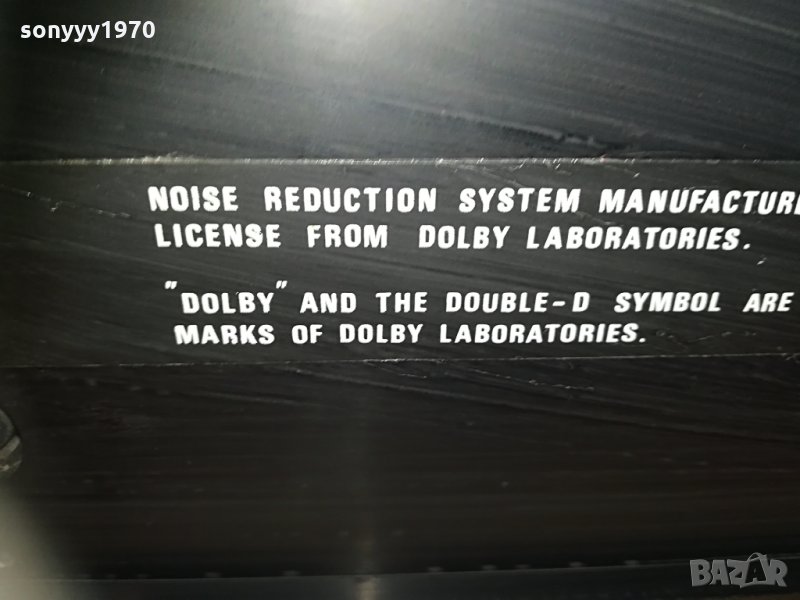 sonyyy1970
NOISE REDUCTION SYSTEM MANUFACTURE
LICENSE FROM DOLBY LABORATORIES.
"DOLBY" AND THE DOUBLE-D SYMBOL ARE
MARKS OF DOLBY LABORATORIES.
BAZAR